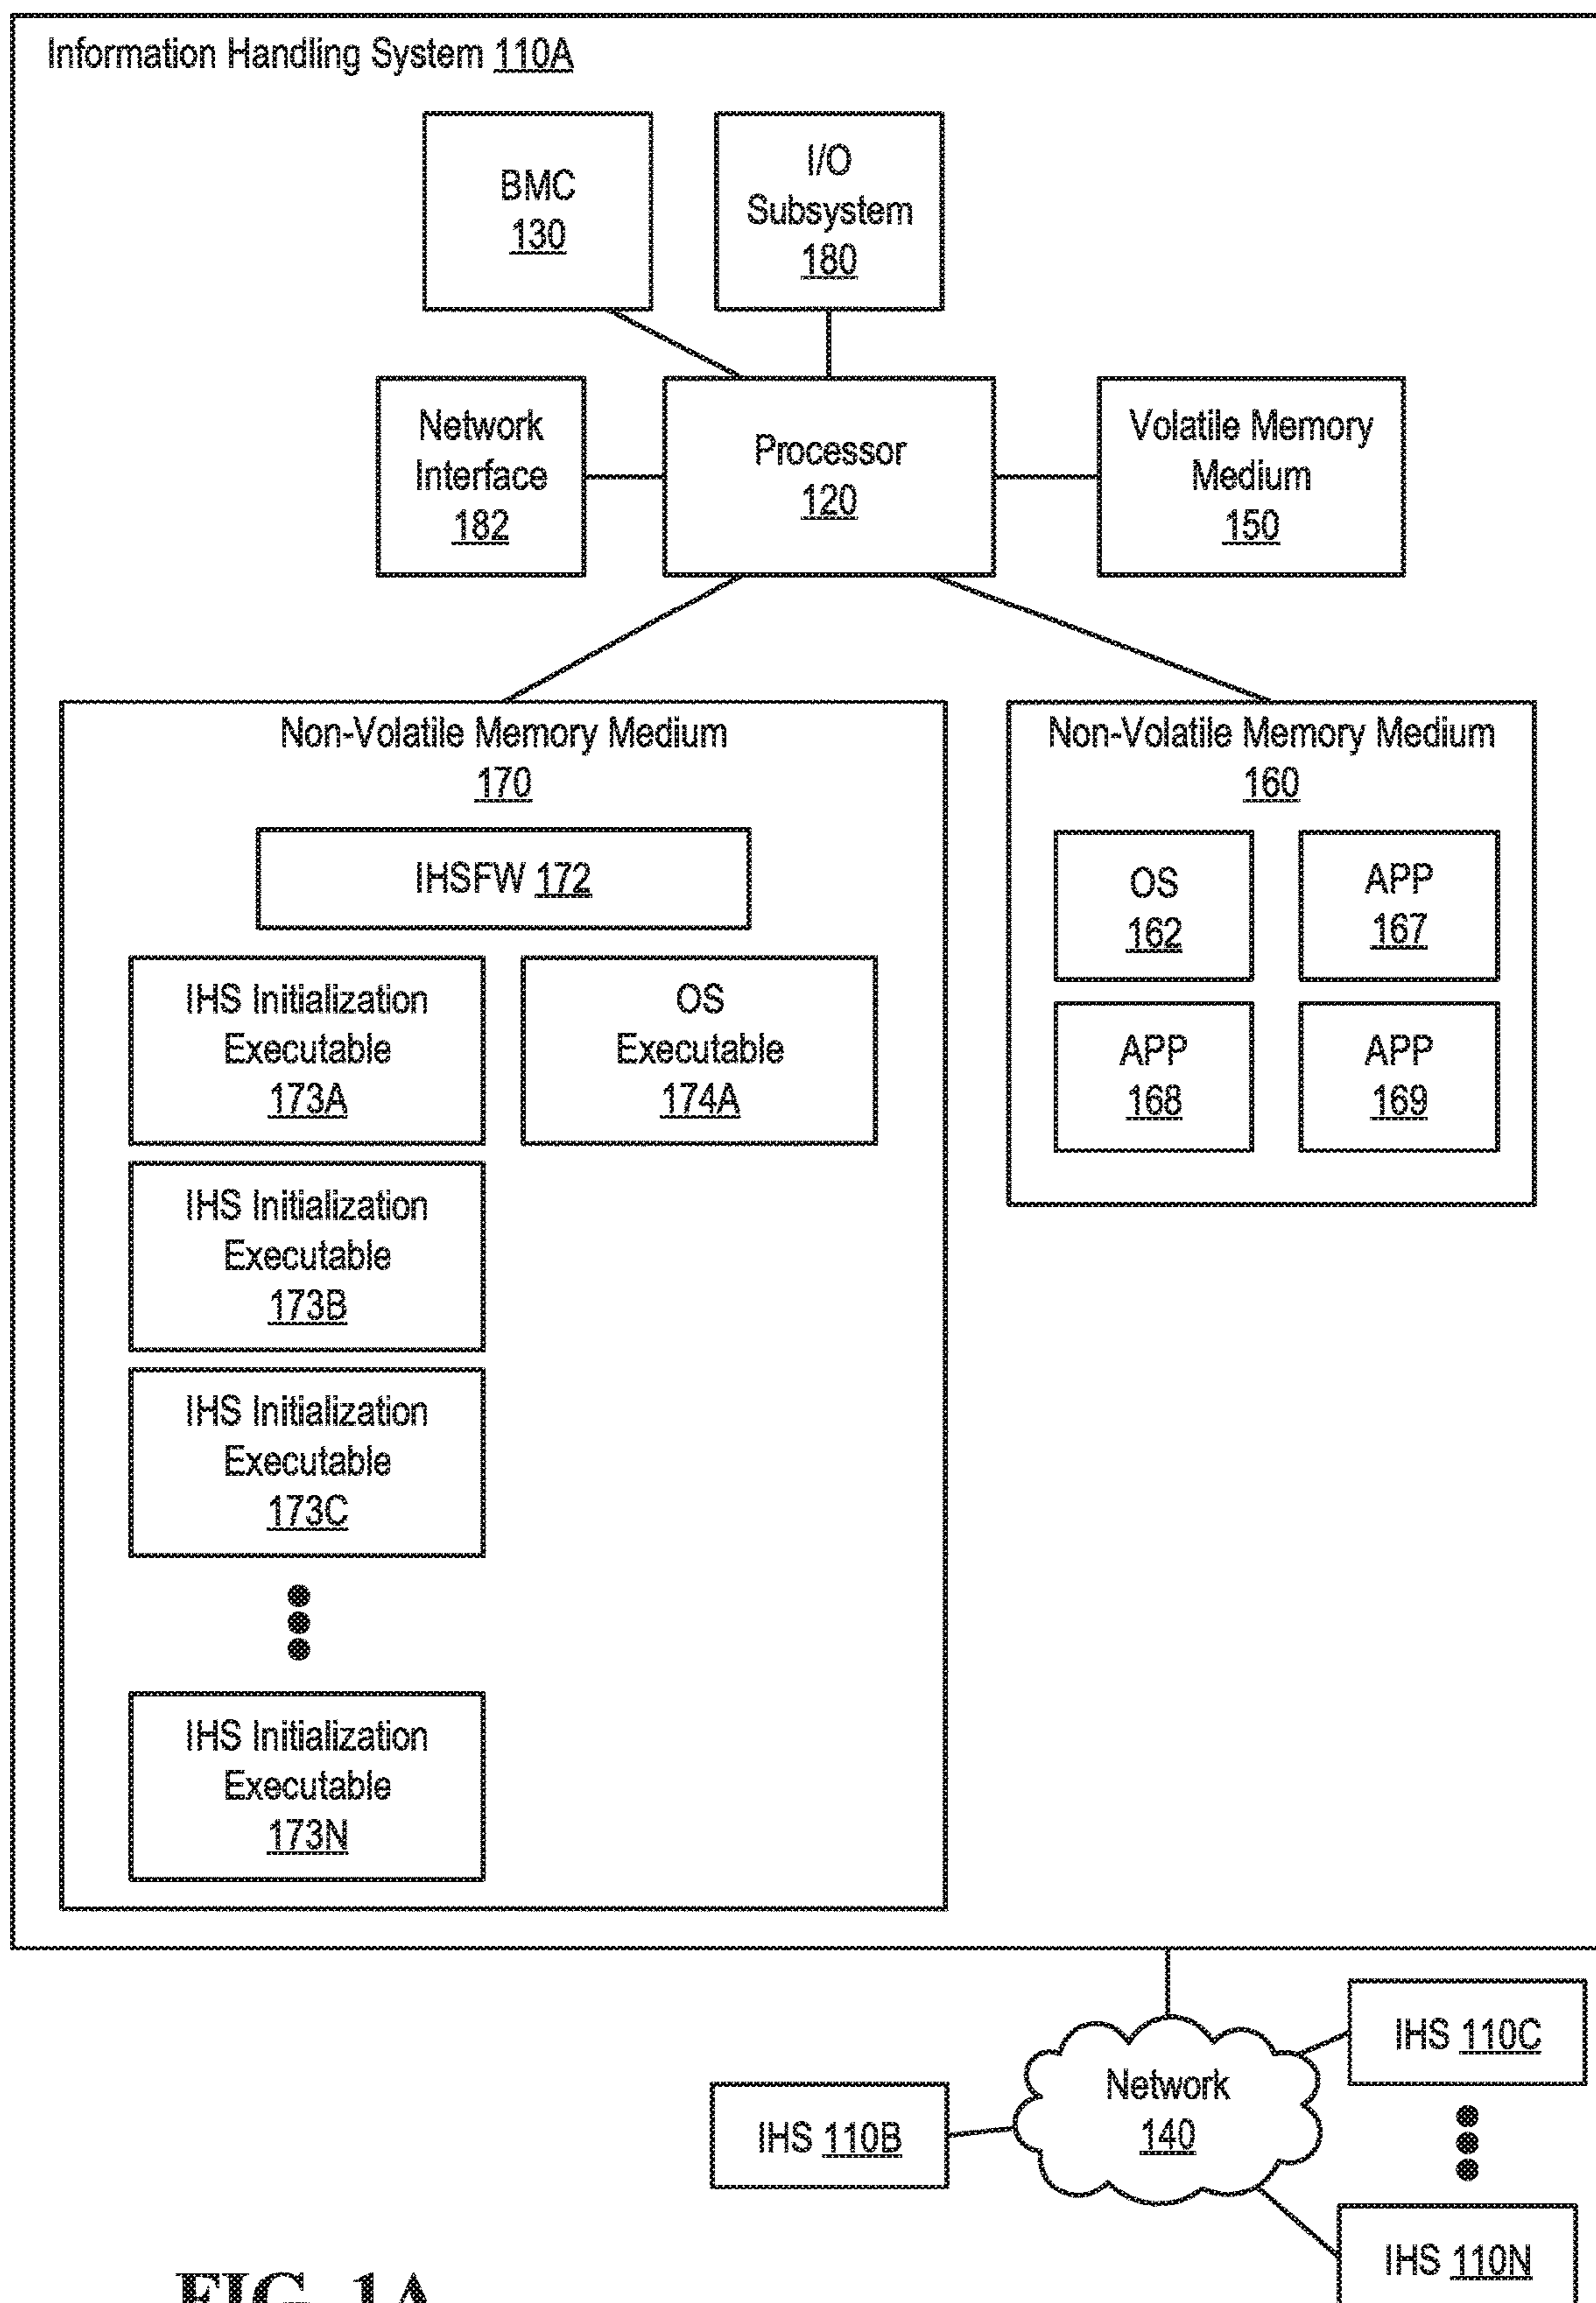 Information Handling System 110A
BMC
130
I/O
Subsystem
180
Network
Interface
182
Processor
120
Volatile Memory
Medium
150
Non-Volatile Memory Medium
170
IHSFW 172
IHS Initialization
Executable
173A
OS
Executable
174A
IHS Initialization
Executable
173B
IHS Initialization
Executable
173C
IHS Initialization
Executable
173N
Non-Volatile Memory Medium
160
OS
162
APP
167
APP
168
APP
169
Network
140
IHS 110B
IHS 110C
IHS 110N
FIG. 1A